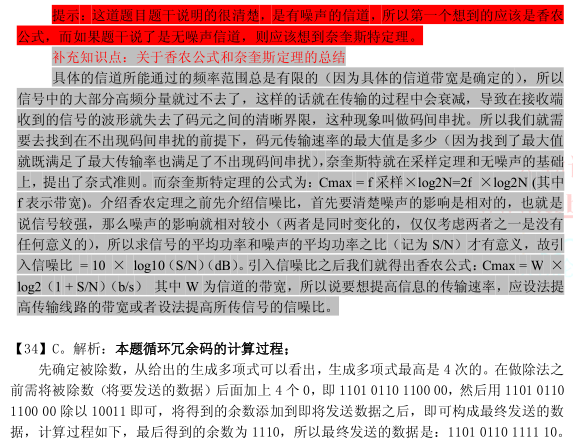 提示：这道题目题干说明的很清楚，是有噪声的信道，所以第一个想到的应该是香农
公式，而如果题干说了是无噪声信道，则应该想到奈奎斯特定理。
补充知识点：关于香农公式和奈奎斯定理的总结
具体的信道所能通过的频率范围总是有限的（因为具体的信道带宽是确定的），所以
信号中的大部分高频分量就过不去了，这样的话就在传输的过程中会衰减，导致在接收端
收到的信号的波形就失去了码元之间的清晰界限，这种现象叫做码间串扰。所以我们就需
要去找到在不出现码间串扰的前提下，码元传输速率的最大值是多少（因为找到了最大值
就既满足了最大传输率也满足了不出现码间串扰），奈奎斯特就在采样定理和无噪声的基础
上，提出了奈式准则。而奈奎斯特定理的公式为：Cmax = f 采样×log2N=2f ×log2N (其中
f 表示带宽)。介绍香农定理之前先介绍信噪比，首先要清楚噪声的影响是相对的，也就是
说信号较强，那么噪声的影响就相对较小（两者是同时变化的，仅仅考虑两者之一是没有
任何意义的），所以求信号的平均功率和噪声的平均功率之比（记为 S/N）才有意义，故引
入信噪比 = 10 × log10（S/N）（dB）。引入信噪比之后我们就得出香农公式：Cmax = W ×
log2（1 + S/N）（b/s） 其中 W 为信道的带宽，所以说要想提高信息的传输速率，应设法提
高传输线路的带宽或者设法提高所传信号的信噪比。
【34】C。解析：本题循环冗余码的计算过程；
先确定被除数，从给出的生成多项式可以看出，生成多项式最高是 4 次的。在做除法之
前需将被除数（将要发送的数据）后面加上 4 个 0，即 1101 0110 1100 00，然后用 1101 0110
1100 00 除以 10011 即可，将得到的余数添加到即将发送数据之后，即可构成最终发送的数
据，计算过程如下，最后得到的余数为 1110，所以最终发送的数据是：1101 0110 1111 10。